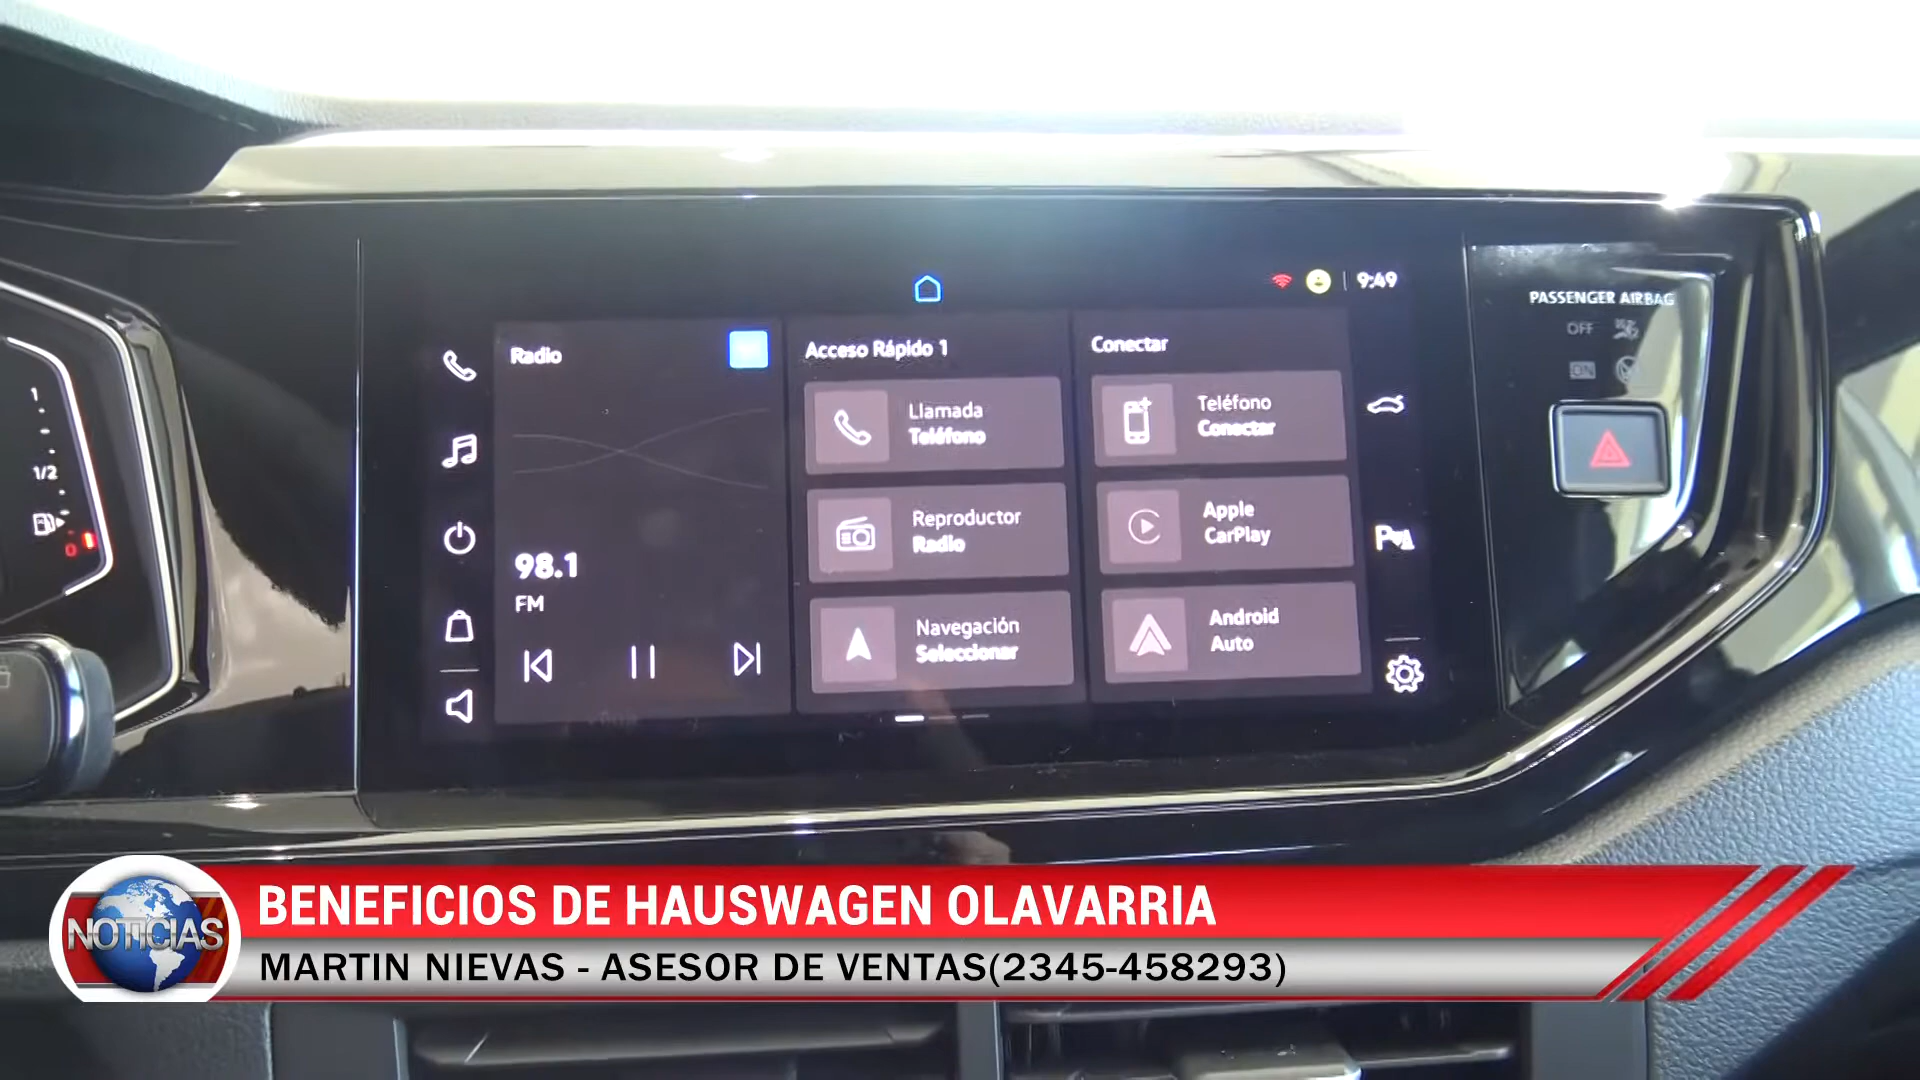 9:49
PASSENGER AIRBAG
OFF
ON
Radio
Acceso Rápido 1
Conectar
Llamada
Teléfono
Teléfono
Conectar
Reproductor
Radio
Apple
CarPlay
98.1
FM
Navegación
Seleccionar
Android
Auto
1
1/2
0
NOTICIAS
BENEFICIOS DE HAUSWAGEN OLAVARRIA
MARTIN NIEVAS - ASESOR DE VENTAS(2345-458293)